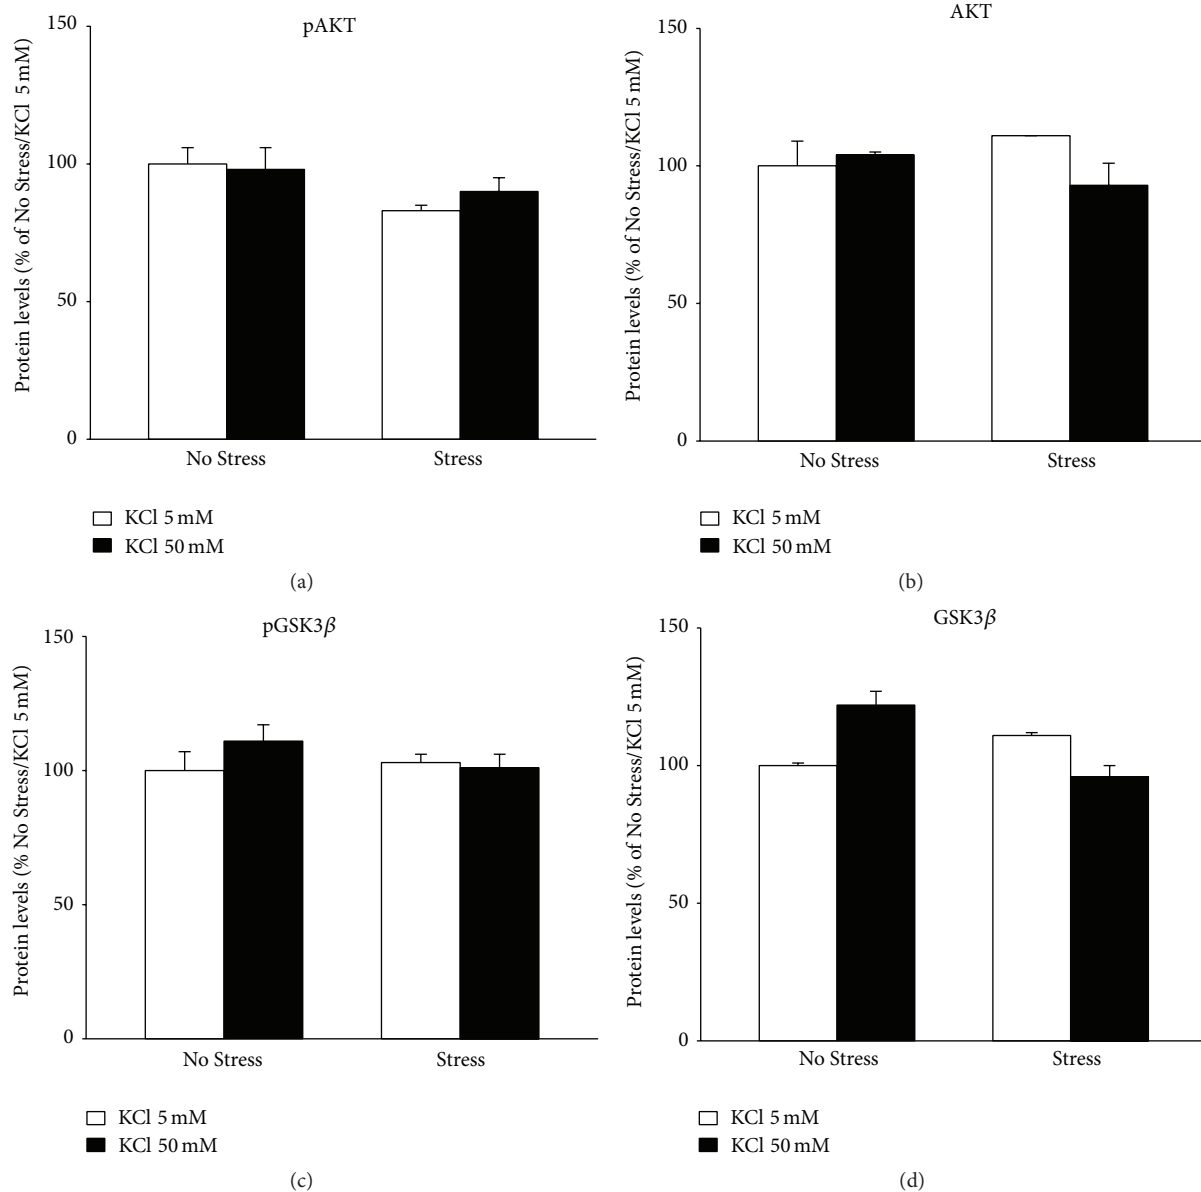 pAKT
150
100
50
0
Protein levels (% of No Stress/KCl 5 mM)
No Stress
Stress
KCl 5 mM
KCl 50 mM
(a)
AKT
150
100
50
0
Protein levels (% of No Stress/KCl 5 mM)
No Stress
Stress
KCl 5 mM
KCl 50 mM
(b)
pGSK3β
150
100
50
0
Protein levels (% No Stress/KCl 5 mM)
No Stress
Stress
KCl 5 mM
KCl 50 mM
(c)
GSK3β
150
100
50
0
Protein levels (% of No Stress/KCl 5 mM)
No Stress
Stress
KCl 5 mM
KCl 50 mM
(d)